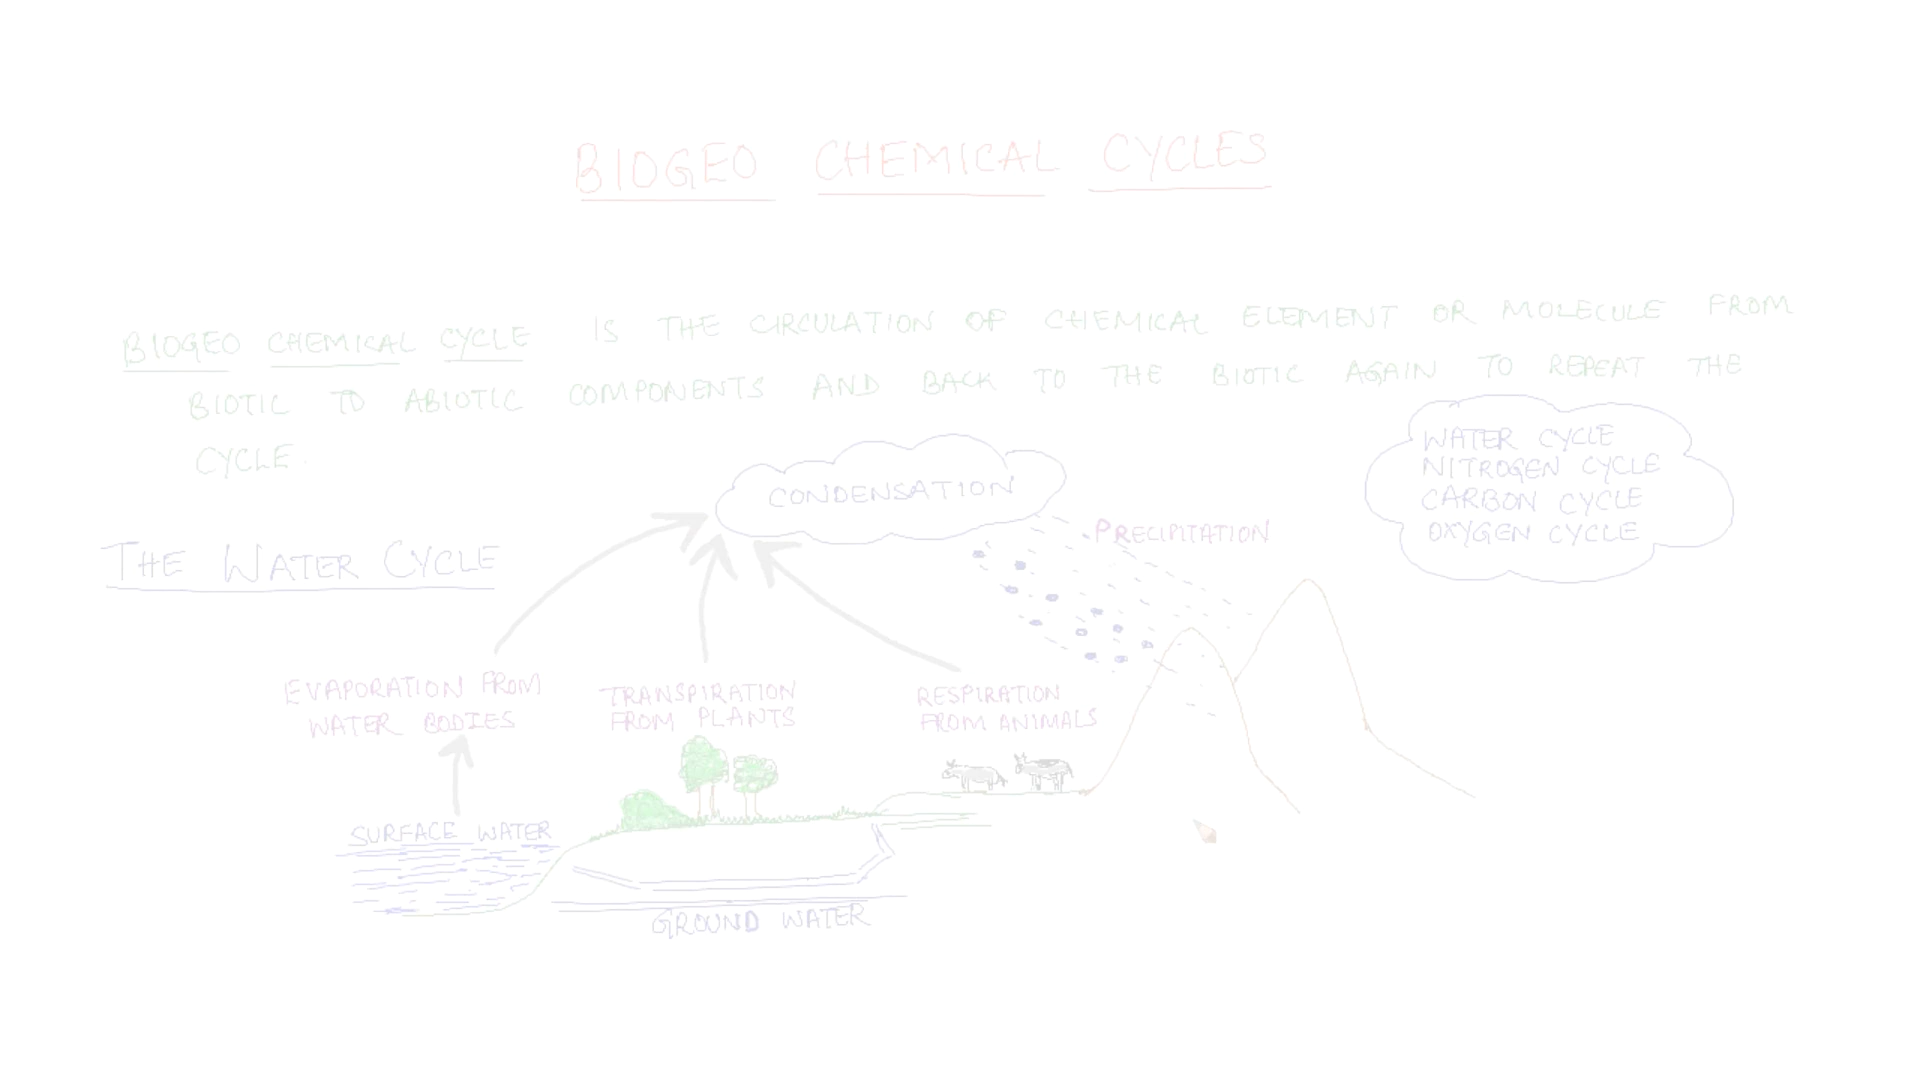 BIOGEO CHEMICAL CYCLES
BIOGEO CHEMICAL CYCLE IS THE CIRCULATION OF CHEMICAL ELEMENT OR MOLECULE FROM
BIOTIC TO ABIOTIC COMPONENTS AND BACK TO THE BIOTIC AGAIN TO REPEAT THE
CYCLE.
WATER CYCLE
NITROGEN CYCLE
CARBON CYCLE
OXYGEN CYCLE
CONDENSATION
PRECIPITATION
THE WATER CYCLE
EVAPORATION FROM
WATER BODIES
TRANSPIRATION
FROM PLANTS
RESPIRATION
FROM ANIMALS
SURFACE WATER
GROUND WATER